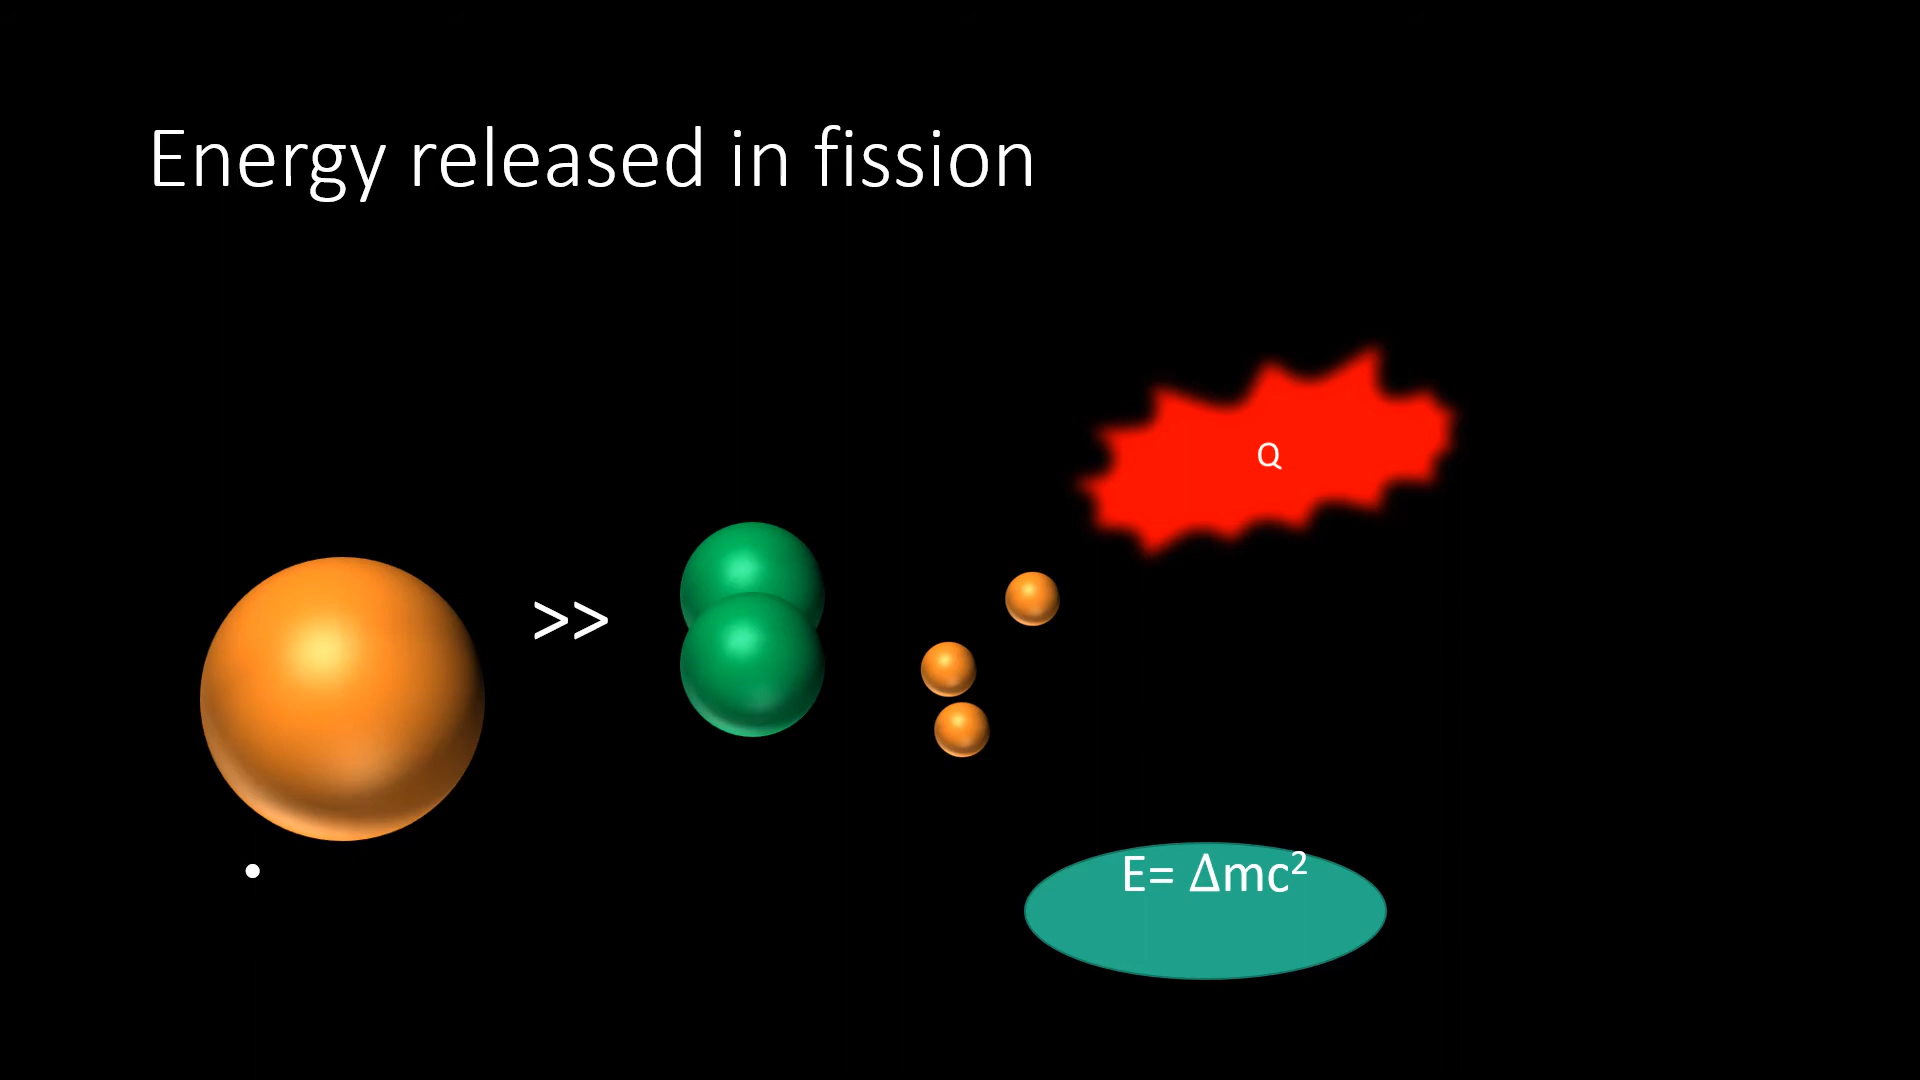 Energy released in fission
Q
>>
•
E= Δmc²